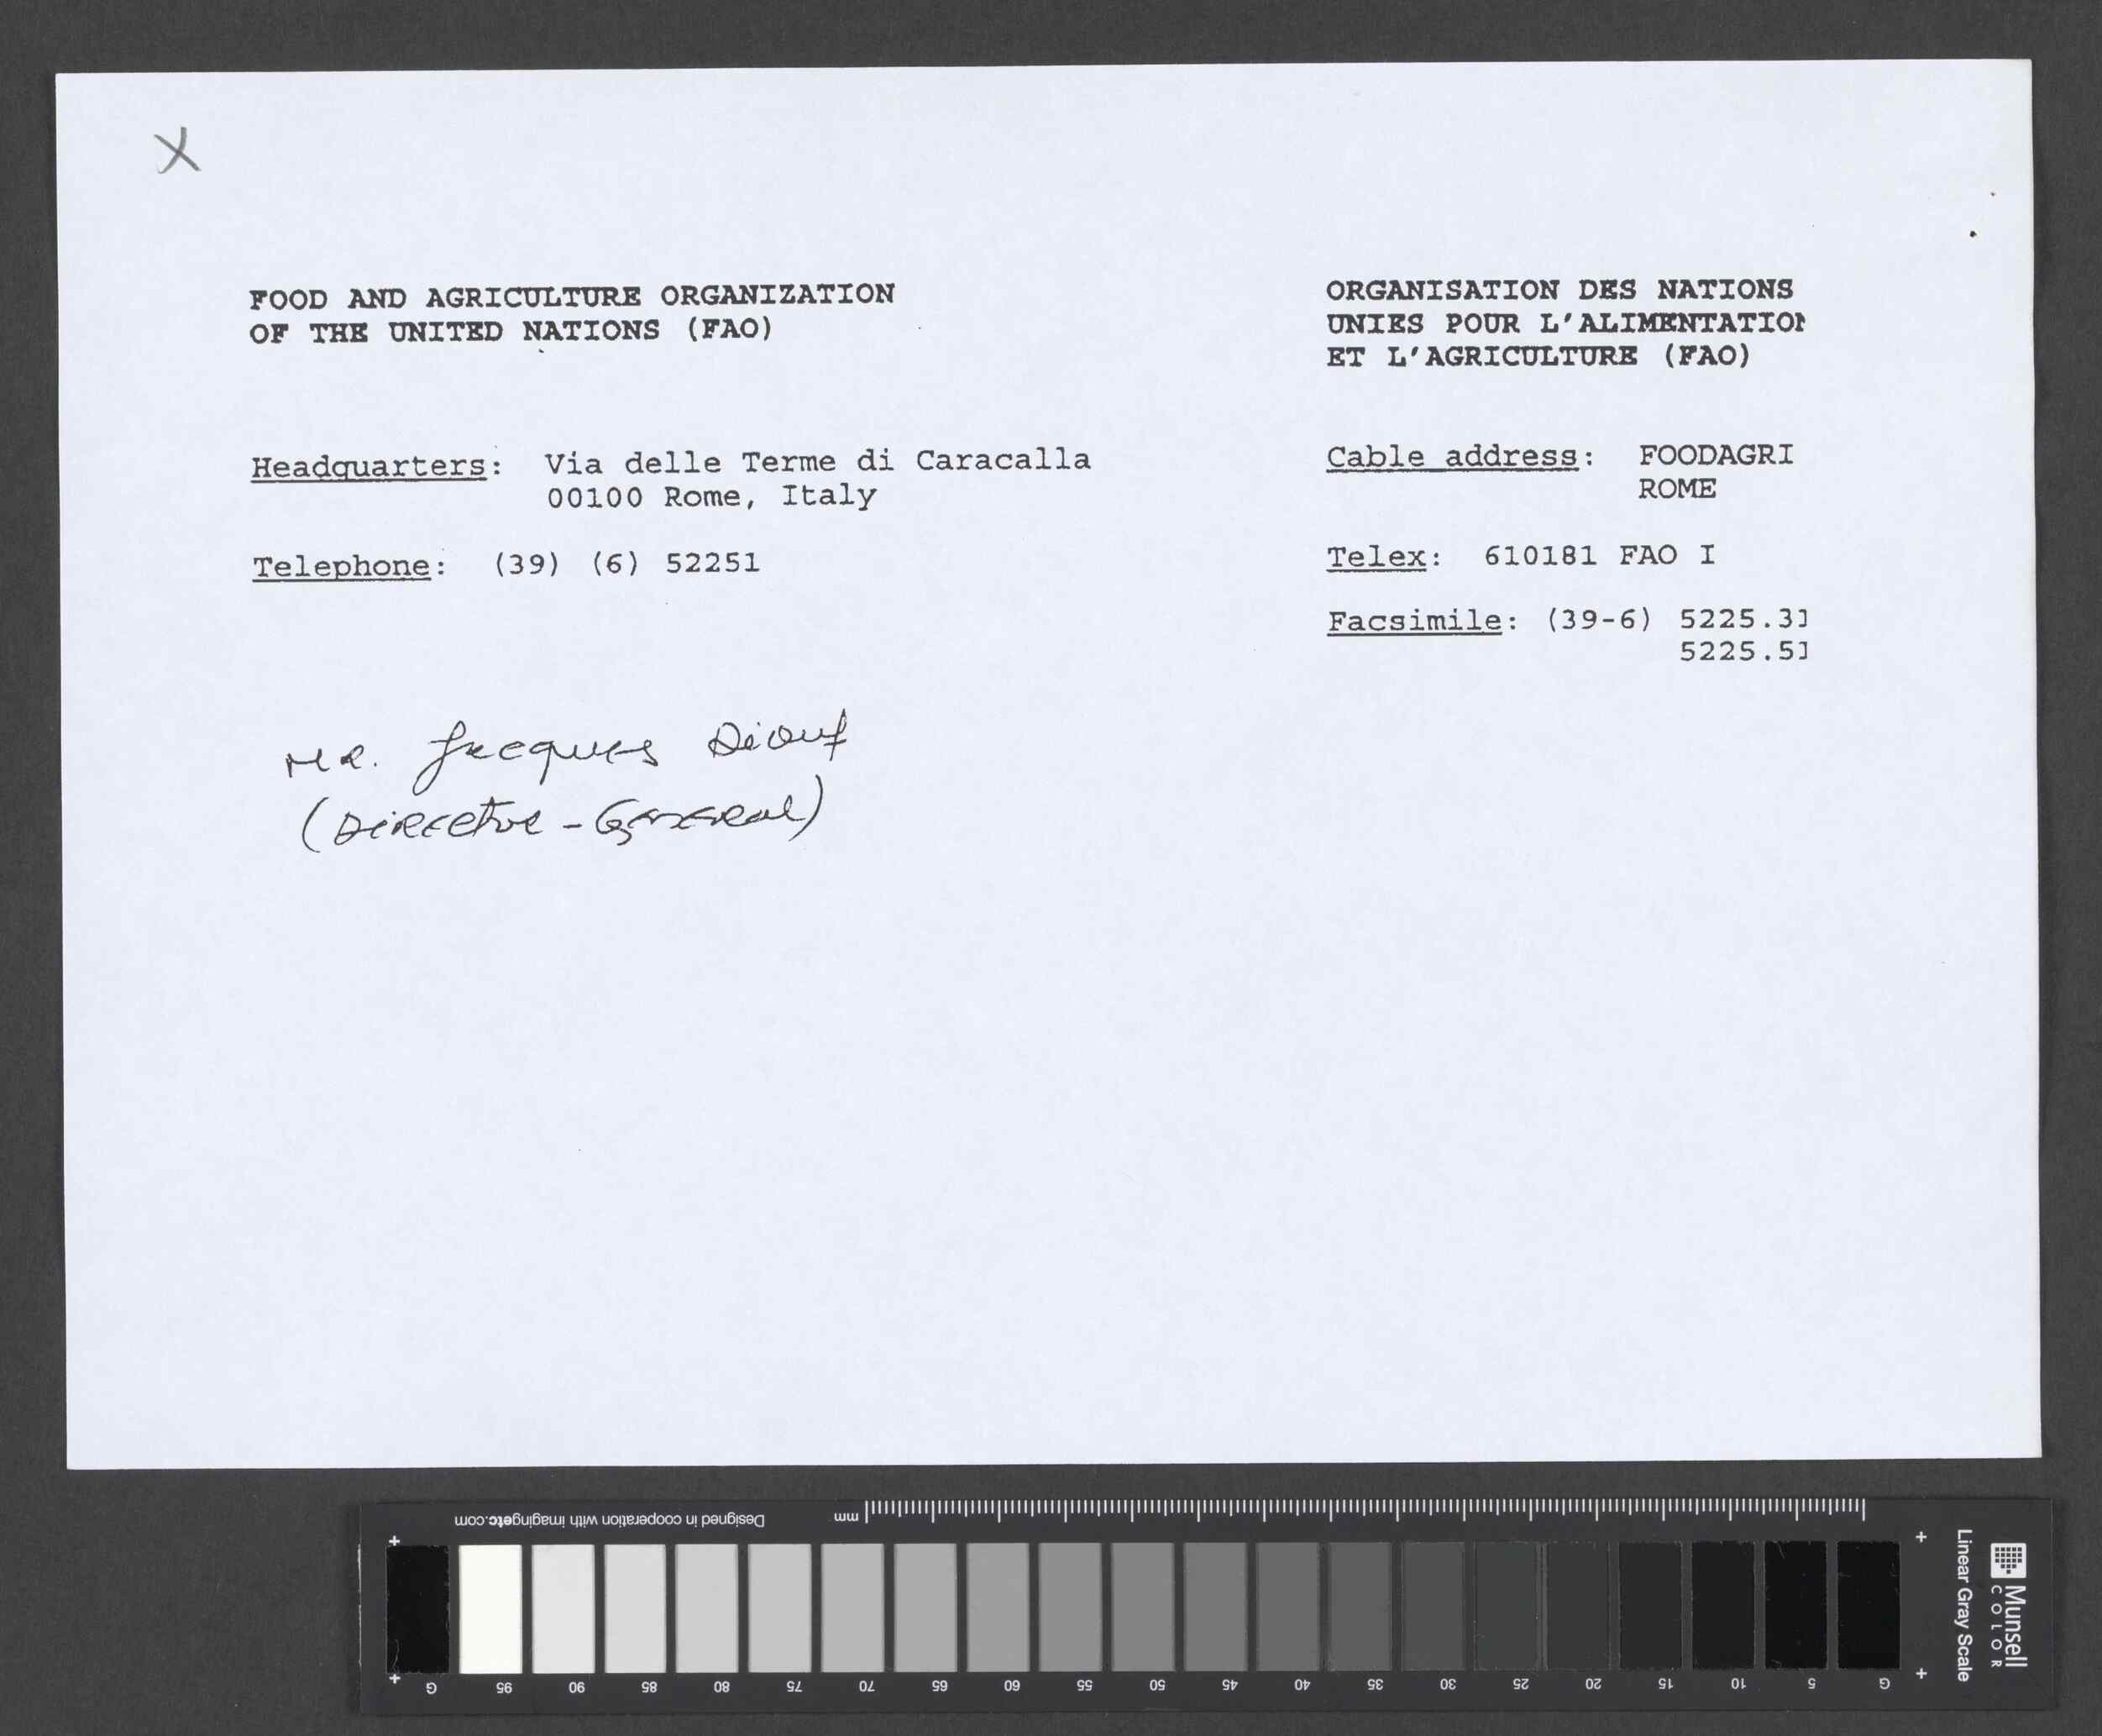 X
FOOD AND AGRICULTURE ORGANIZATION
OF THE UNITED NATIONS (FAO)
Headquarters: Via delle Terme di Caracalla
00100 Rome, Italy
Telephone: (39) (6) 52251
Mr. Jacques Diouf
(Director-General)
ORGANISATION DES NATIONS
UNIES POUR L'ALIMENTATION
ET L'AGRICULTURE (FAO)
Cable address: FOODAGRI
ROME
Telex: 610181 FAO I
Facsimile: (39-6) 5225.31
5225.51
Designed in cooperation with imagingetc.com
mm
G 95 90 85 80 75 70 65 60 55 50 45 40 35 30 25 20 15 10 5 G
Linear Gray Scale
Munsell
COLOR